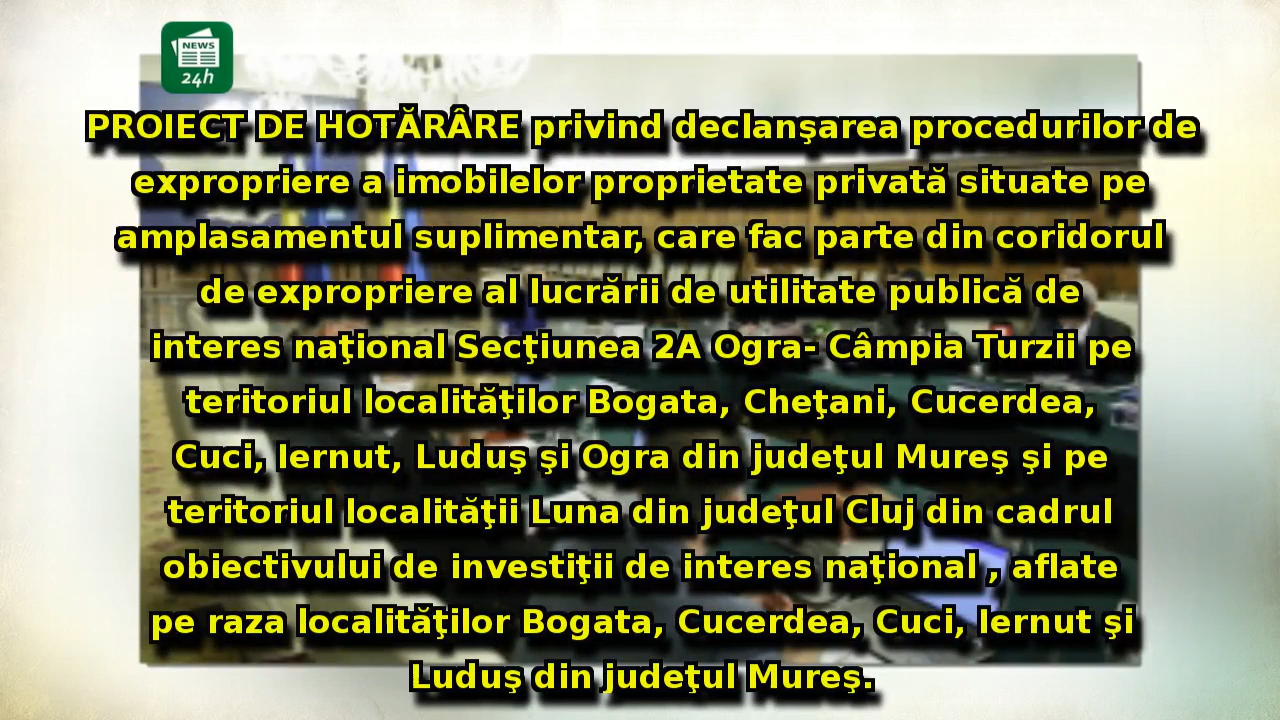 NEWS
24h
PROIECT DE HOTĂRÂRE privind declanşarea procedurilor de
expropriere a imobilelor proprietate privată situate pe
amplasamentul suplimentar, care fac parte din coridorul
de expropriere al lucrării de utilitate publică de
interes naţional Secţiunea 2A Ogra- Câmpia Turzii pe
teritoriul localităţilor Bogata, Cheţani, Cucerdea,
Cuci, Iernut, Luduş şi Ogra din judeţul Mureş şi pe
teritoriul localităţii Luna din judeţul Cluj din cadrul
obiectivului de investiţii de interes naţional , aflate
pe raza localităţilor Bogata, Cucerdea, Cuci, Iernut şi
Luduş din judeţul Mureş.